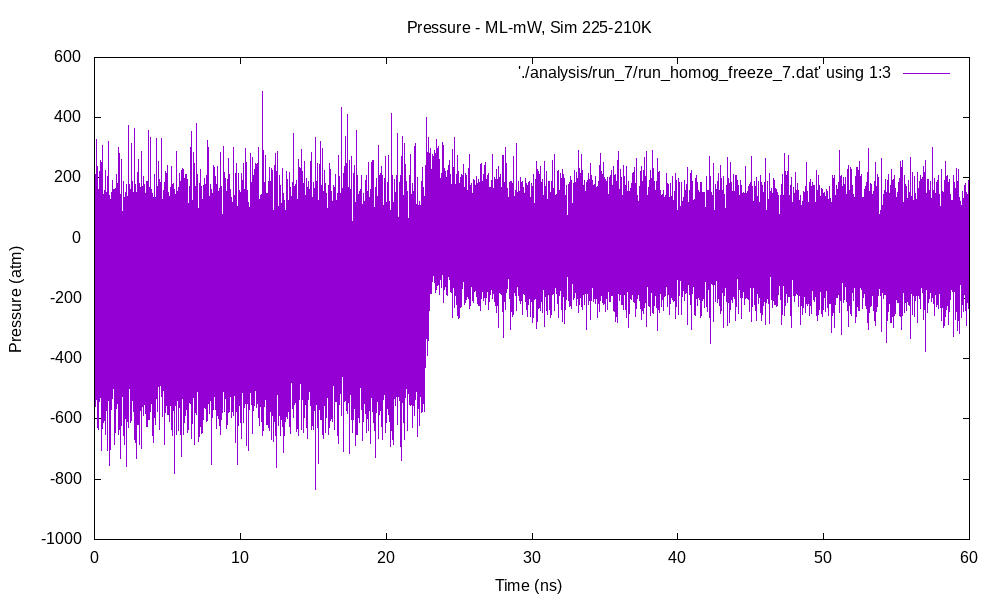 Pressure - ML-mW, Sim 225-210K
'./analysis/run_7/run_homog_freeze_7.dat' using 1:3
600
400
200
0
-200
-400
-600
-800
-1000
Pressure (atm)
0 10 20 30 40 50 60
Time (ns)